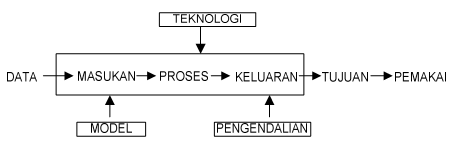 TEKNOLOGI
DATA MASUKAN PROSES KELUARAN TUJUAN PEMAKAI
MODEL PENGENDALIAN